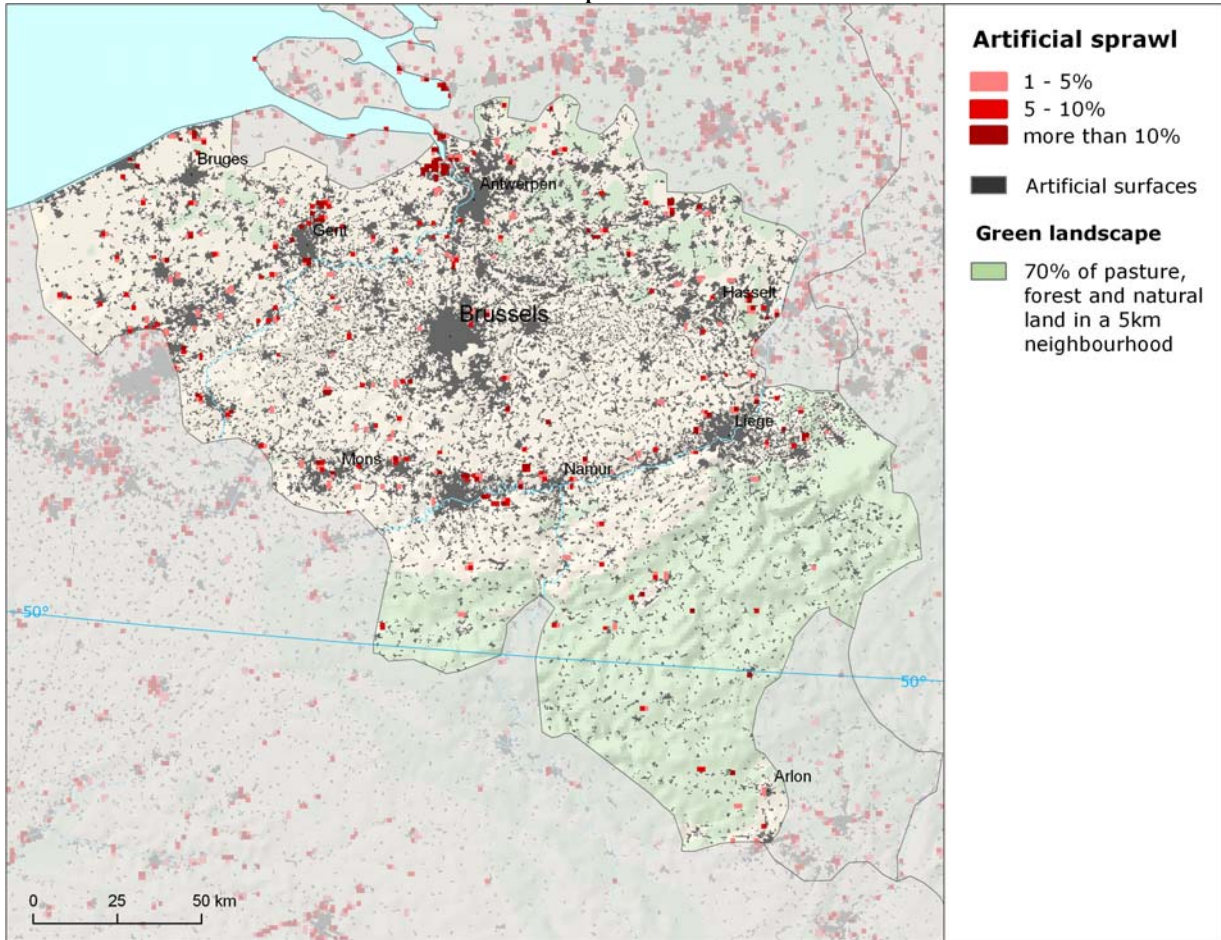 Artificial sprawl
1 - 5%
5 - 10%
more than 10%
Artificial surfaces
Green landscape
70% of pasture,
forest and natural
land in a 5km
neighbourhood
Bruges
Antwerpen
Gent
Hasselt
Brussels
Liege
Mons
Namur
50°
50°
Arlon
0 25 50 km